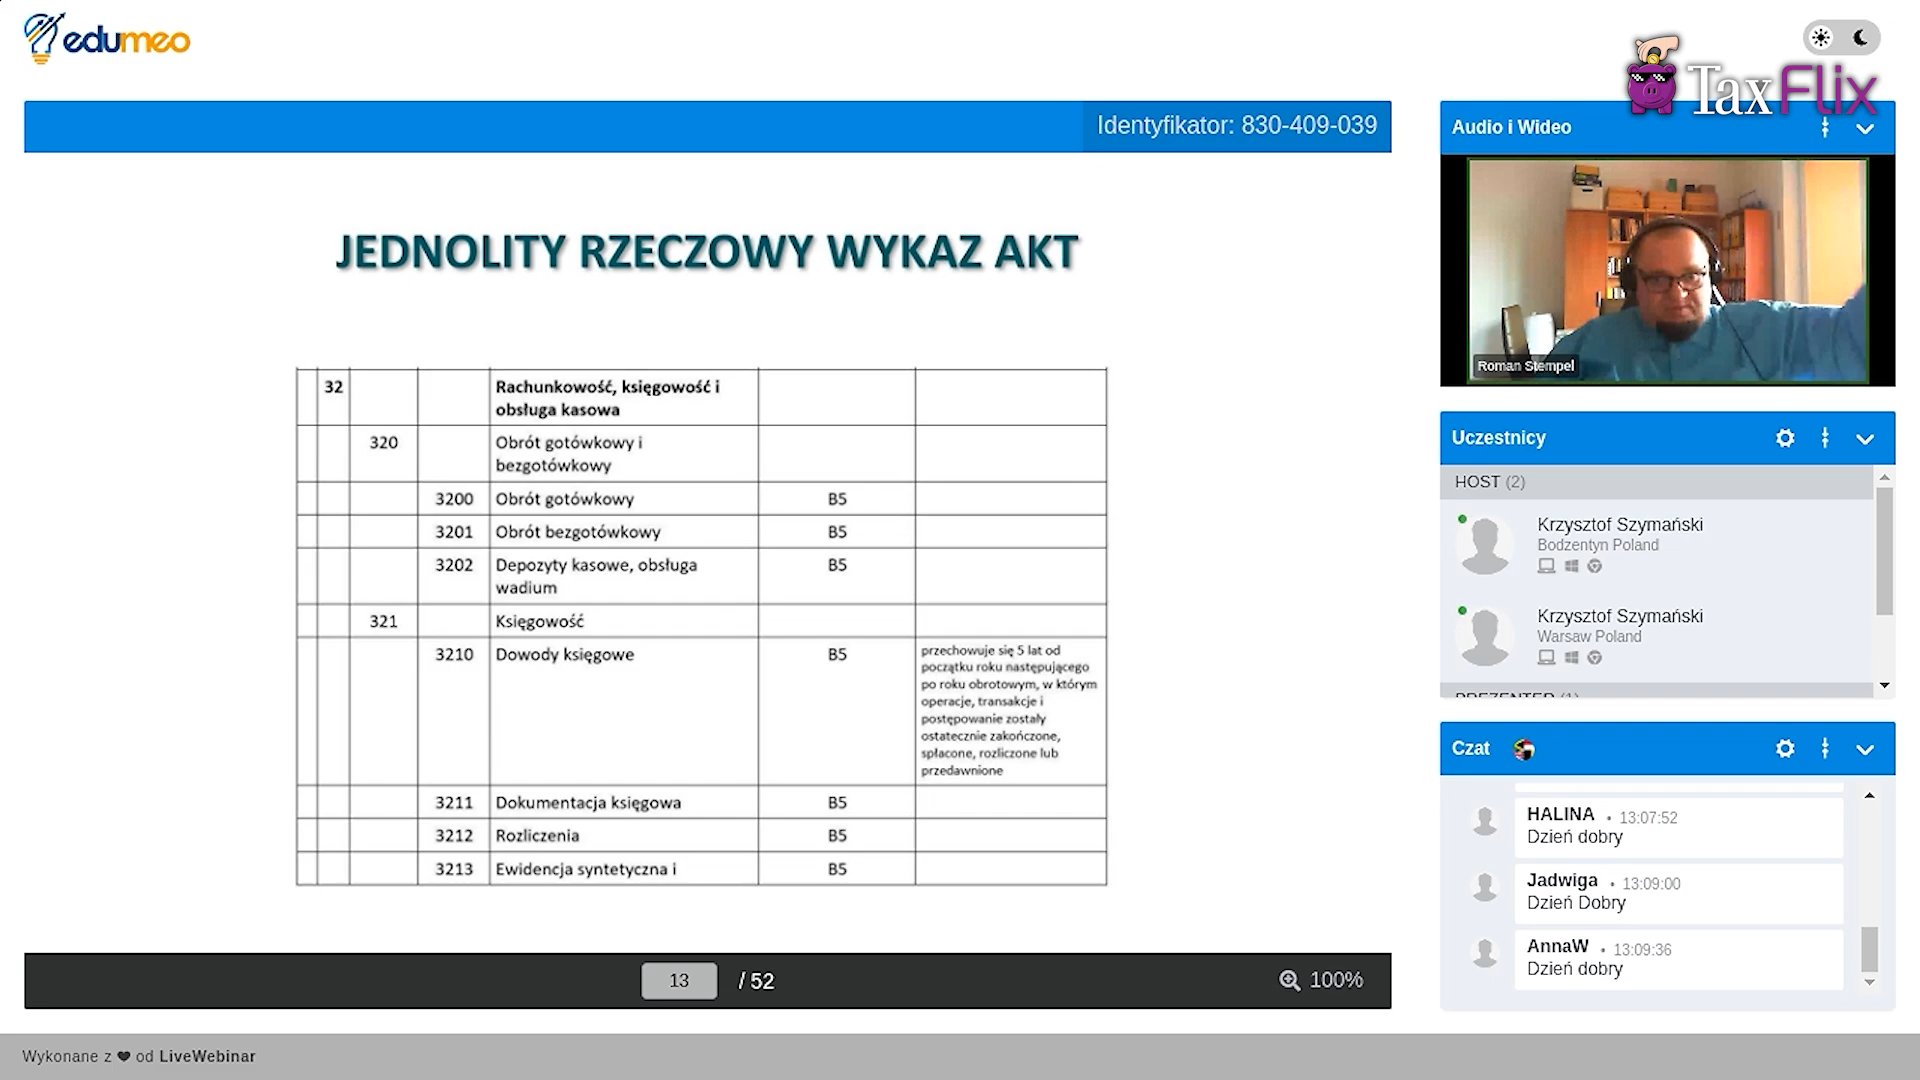 edumeo
TaxFlix
Identyfikator: 830-409-039
JEDNOLITY RZECZOWY WYKAZ AKT
32 Rachunkowość, księgowość i
obsługa kasowa
320 Obrót gotówkowy i
bezgotówkowy
3200 Obrót gotówkowy B5
3201 Obrót bezgotówkowy B5
3202 Depozyty kasowe, obsługa B5
wadium
321 Księgowość
3210 Dowody księgowe B5
przechowuje się 5 lat od
początku roku następującego
po roku obrotowym, w którym
operacje, transakcje i
postępowanie zostały
ostatecznie zakończone,
spłacone, rozliczone lub
przedawnione
3211 Dokumentacja księgowa B5
3212 Rozliczenia B5
3213 Ewidencja syntetyczna i B5
13 / 52
100%
Audio i Wideo
Roman Stempel
Uczestnicy
HOST (2)
Krzysztof Szymański
Bodzentyn Poland
Krzysztof Szymański
Warsaw Poland
PREZENTER (1)
Czat
HALINA • 13:07:52
Dzień dobry
Jadwiga • 13:09:00
Dzień Dobry
AnnaW • 13:09:36
Dzień dobry
Wykonane z ❤ od LiveWebinar